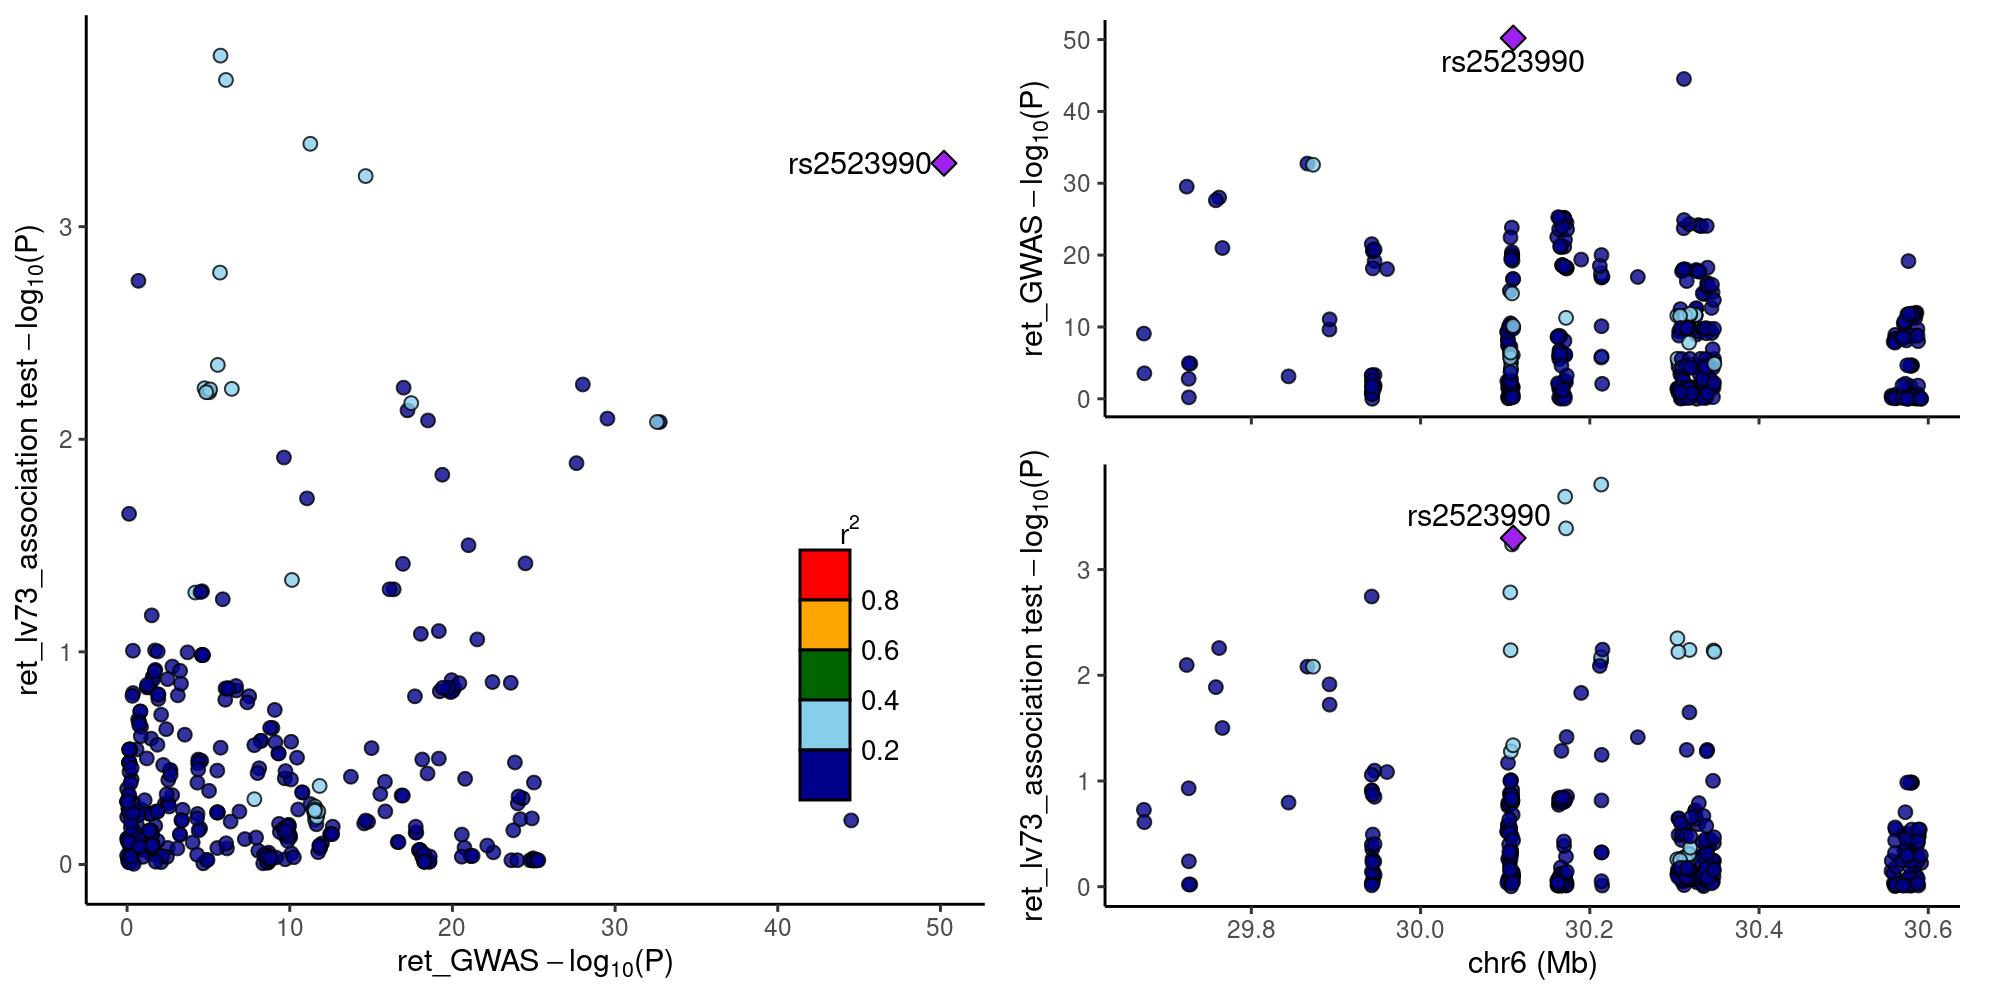 ret_lv73_association test −log10(P)
3
2
1
0
rs2523990
r2
0.8
0.6
0.4
0.2
0 10 20 30 40 50
ret_GWAS −log10(P)
ret_GWAS −log10(P)
50
40
30
20
10
0
rs2523990
ret_lv73_association test −log10(P)
3
2
1
0
rs2523990
29.8 30.0 30.2 30.4 30.6
chr6 (Mb)